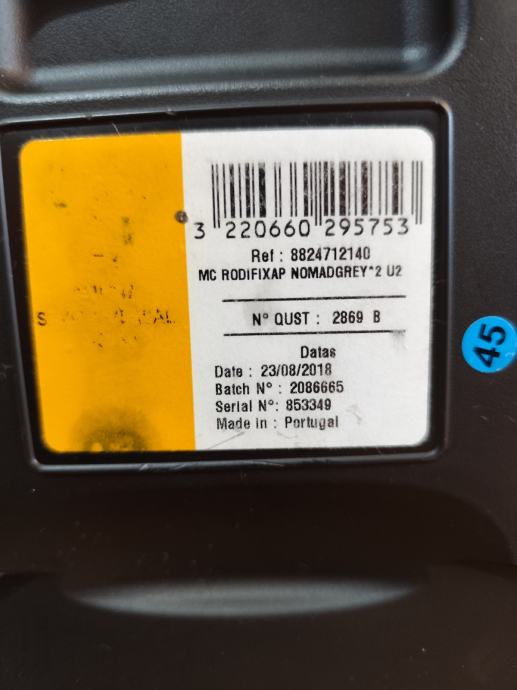 3 220660 295753
Ref : 8824712140
MC RODIFIXAP NOMADGREY*2 U2
N° QUST : 2869 B
Datas
Date : 23/08/2018
Batch N° : 2086665
Serial N°: 853349
Made in : Portugal
45